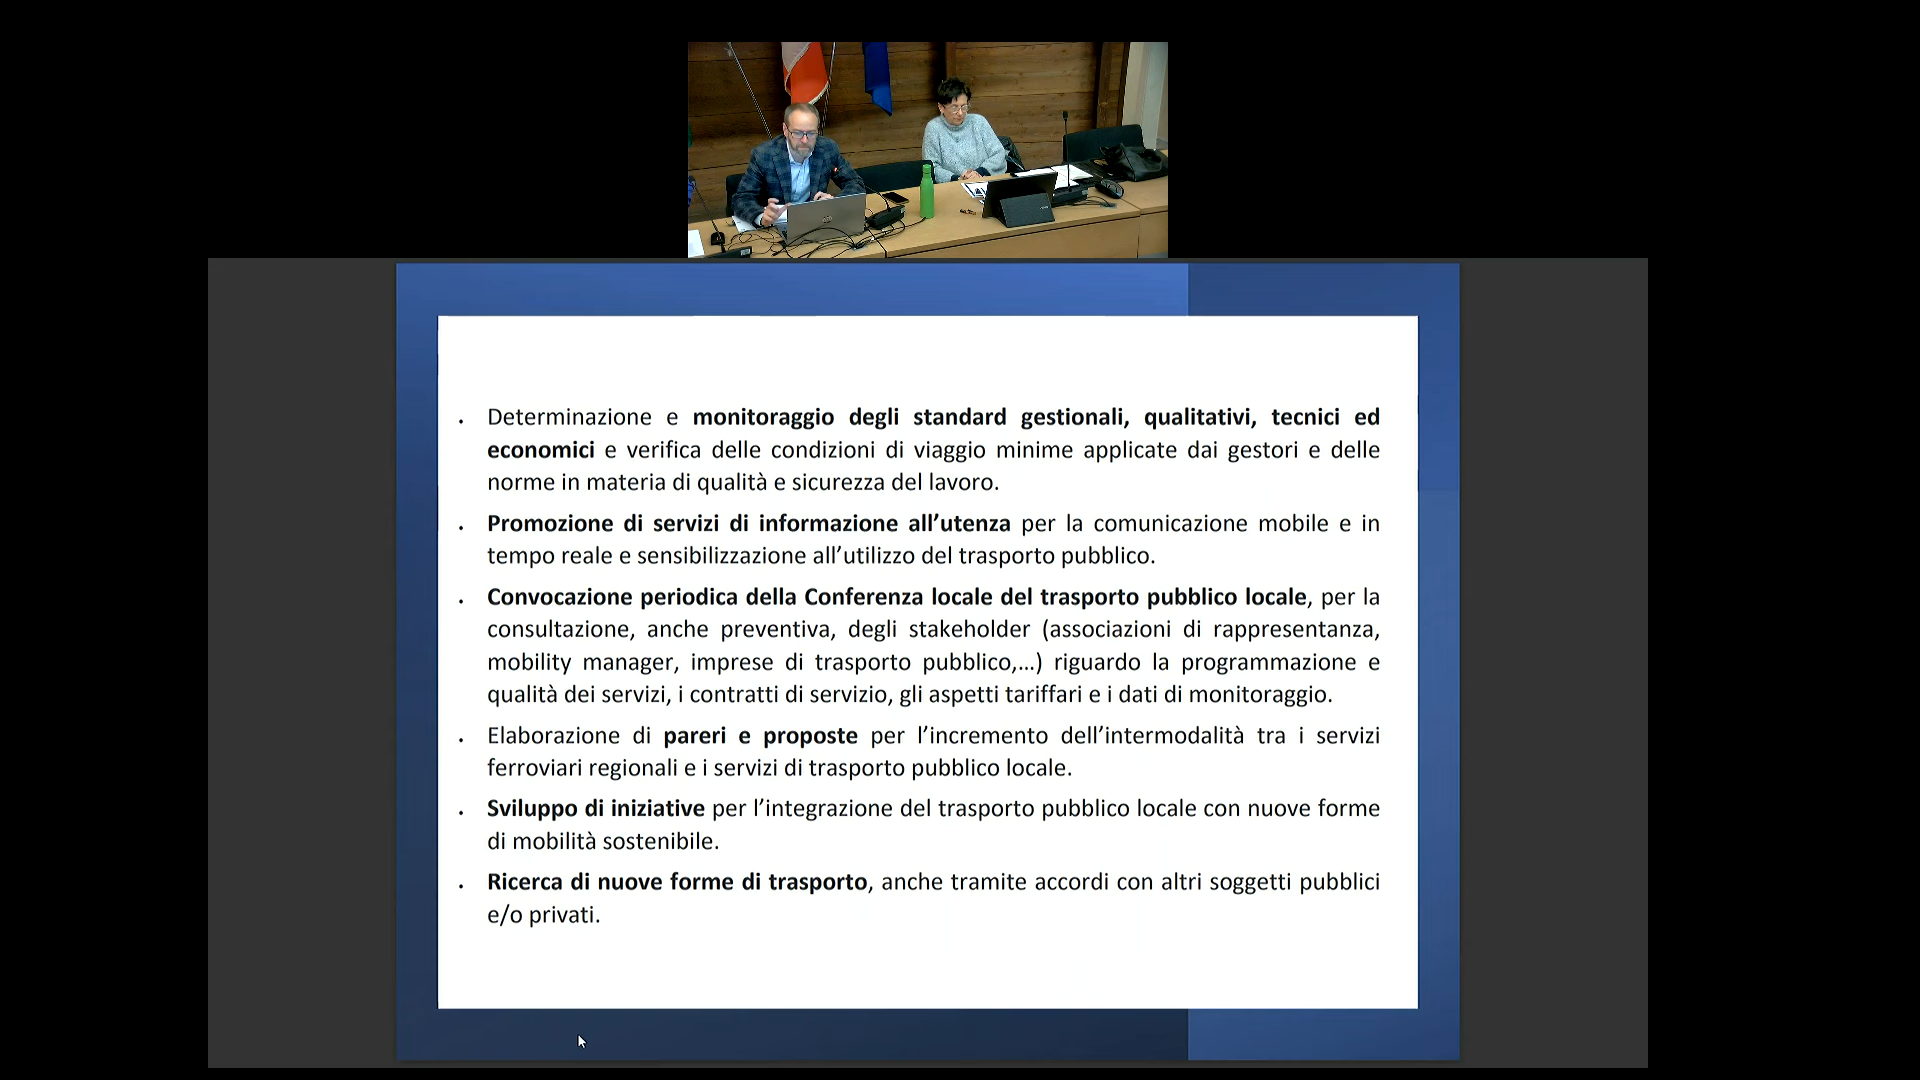 Determinazione e monitoraggio degli standard gestionali, qualitativi, tecnici ed
economici e verifica delle condizioni di viaggio minime applicate dai gestori e delle
norme in materia di qualità e sicurezza del lavoro.
Promozione di servizi di informazione all’utenza per la comunicazione mobile e in
tempo reale e sensibilizzazione all’utilizzo del trasporto pubblico.
Convocazione periodica della Conferenza locale del trasporto pubblico locale, per la
consultazione, anche preventiva, degli stakeholder (associazioni di rappresentanza,
mobility manager, imprese di trasporto pubblico,...) riguardo la programmazione e
qualità dei servizi, i contratti di servizio, gli aspetti tariffari e i dati di monitoraggio.
Elaborazione di pareri e proposte per l’incremento dell’intermodalità tra i servizi
ferroviari regionali e i servizi di trasporto pubblico locale.
Sviluppo di iniziative per l’integrazione del trasporto pubblico locale con nuove forme
di mobilità sostenibile.
Ricerca di nuove forme di trasporto, anche tramite accordi con altri soggetti pubblici
e/o privati.